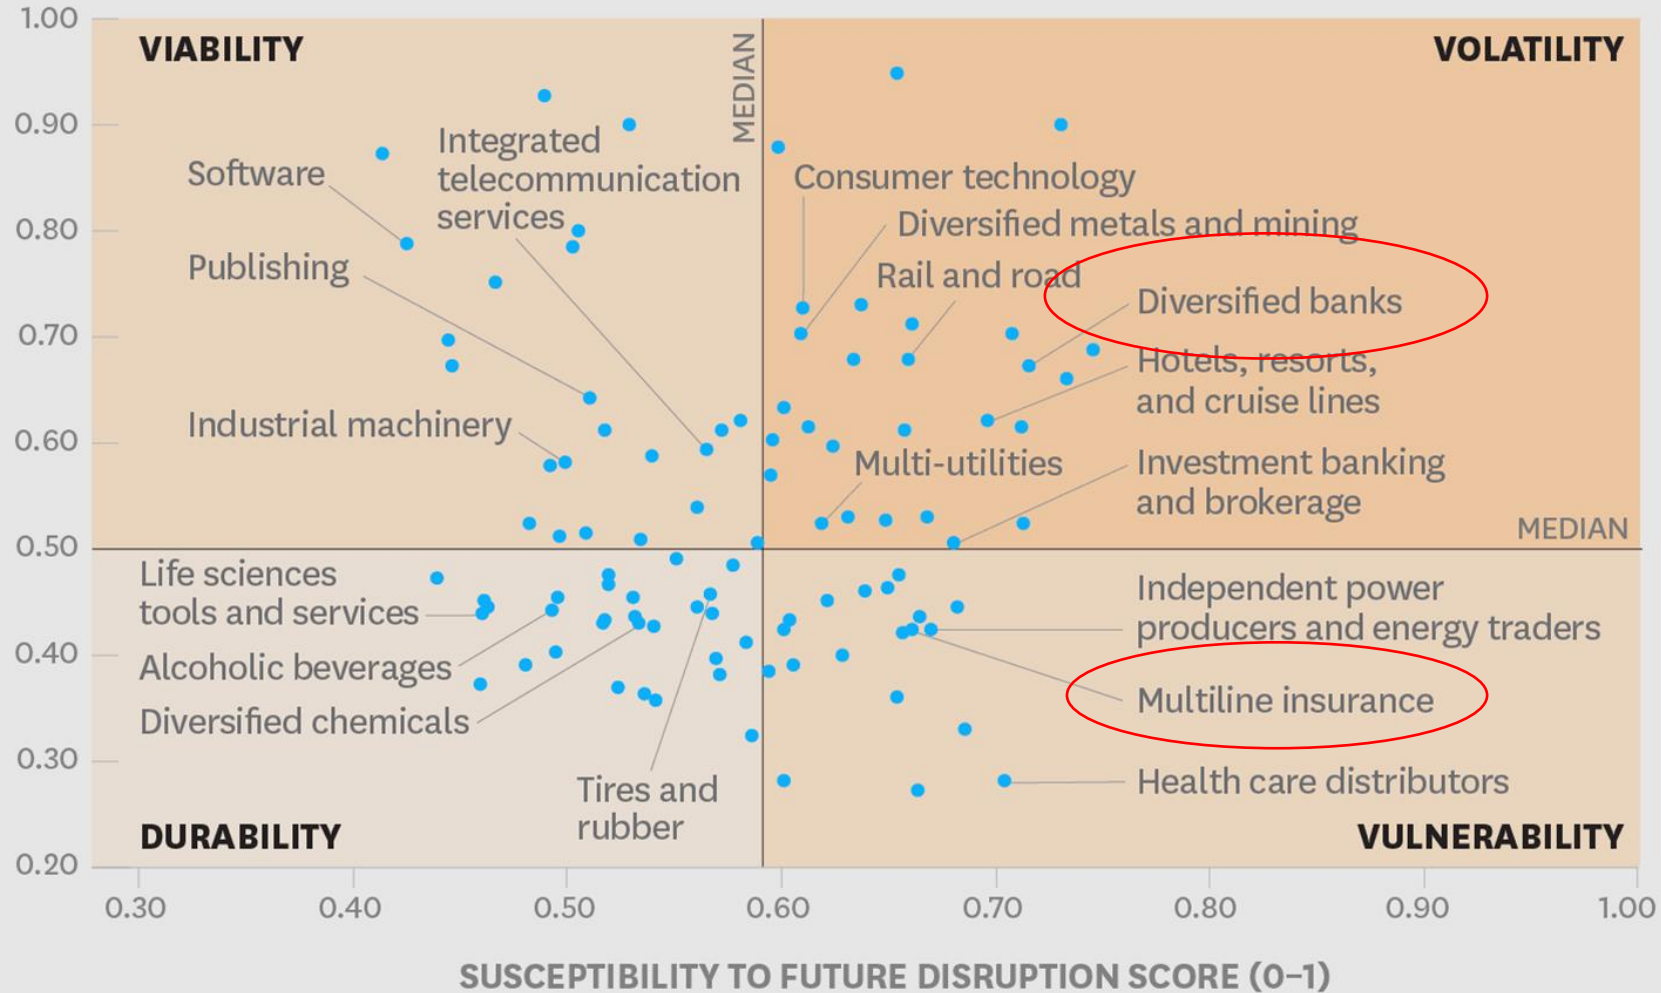 1.00
0.90
0.80
0.70
0.60
0.50
0.40
0.30
0.20
VIABILITY
MEDIAN
VOLATILITY
Software
Integrated
telecommunication
services
Publishing
Industrial machinery
Consumer technology
Diversified metals and mining
Rail and road
Diversified banks
Hotels, resorts,
and cruise lines
Multi-utilities
Investment banking
and brokerage
MEDIAN
Life sciences
tools and services
Alcoholic beverages
Diversified chemicals
Tires and
rubber
DURABILITY
Independent power
producers and energy traders
Multiline insurance
Health care distributors
VULNERABILITY
0.30
0.40
0.50
0.60
0.70
0.80
0.90
1.00
SUSCEPTIBILITY TO FUTURE DISRUPTION SCORE (0–1)